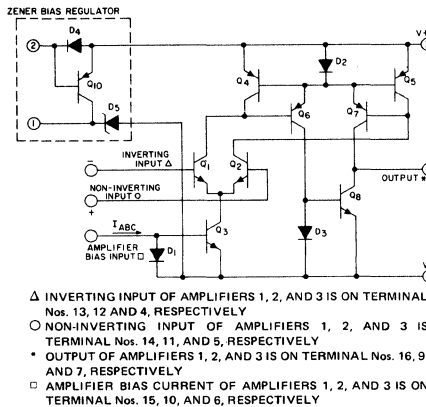 ZENER BIAS REGULATOR
D4
2
Q10
D5
1
V+
D2
Q4
Q5
Q6
Q7
INVERTING
INPUT △
−
Q1
Q2
OUTPUT *
NON-INVERTING
INPUT ○
+
Q8
IABC
Q3
AMPLIFIER
BIAS INPUT □
D1
D3
V
△ INVERTING INPUT OF AMPLIFIERS 1, 2, AND 3 IS ON TERMINAL
Nos. 13, 12 AND 4, RESPECTIVELY
○ NON-INVERTING INPUT OF AMPLIFIERS 1, 2, AND 3 IS
TERMINAL Nos. 14, 11, AND 5, RESPECTIVELY
* OUTPUT OF AMPLIFIERS 1, 2, AND 3 IS ON TERMINAL Nos. 16, 9
AND 7, RESPECTIVELY
□ AMPLIFIER BIAS CURRENT OF AMPLIFIERS 1, 2, AND 3 IS ON
TERMINAL Nos. 15, 10, AND 6, RESPECTIVELY